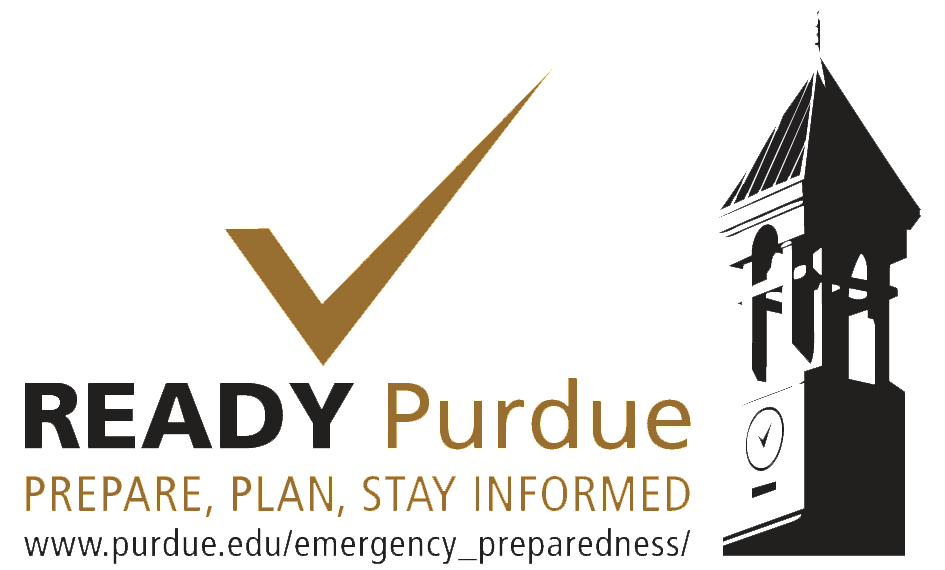 READY Purdue
PREPARE, PLAN, STAY INFORMED
www.purdue.edu/emergency_preparedness/